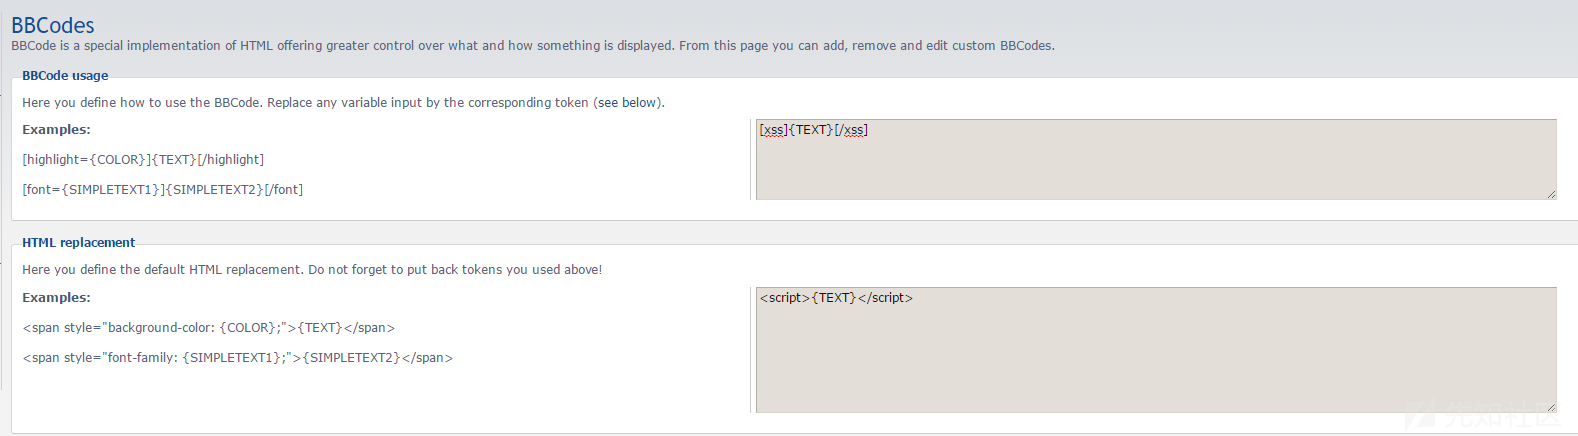 BBCodes
BBCode is a special implementation of HTML offering greater control over what and how something is displayed. From this page you can add, remove and edit custom BBCodes.
BBCode usage
Here you define how to use the BBCode. Replace any variable input by the corresponding token (see below).
Examples:
[highlight={COLOR}]{TEXT}[/highlight]
[font={SIMPLETEXT1}]{SIMPLETEXT2}[/font]
[xss]{TEXT}[/xss]
HTML replacement
Here you define the default HTML replacement. Do not forget to put back tokens you used above!
Examples:
<span style="background-color: {COLOR};">{TEXT}</span>
<span style="font-family: {SIMPLETEXT1};">{SIMPLETEXT2}</span>
<script>{TEXT}</script>
先知社区